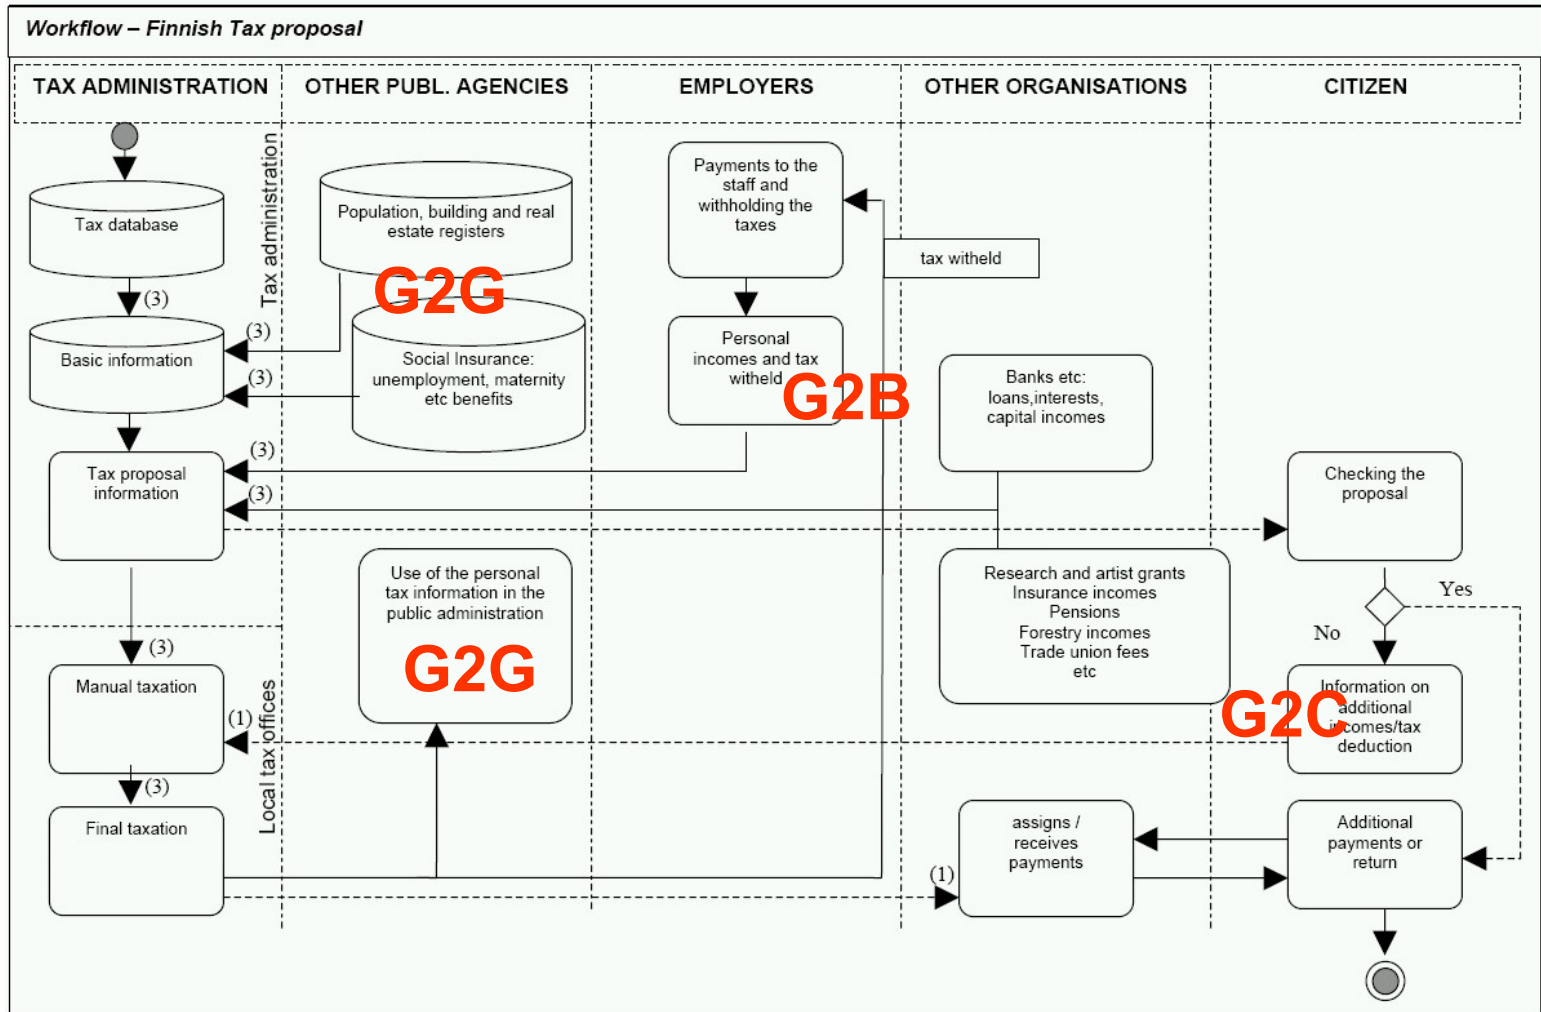 Workflow – Finnish Tax proposal
TAX ADMINISTRATION
OTHER PUBL. AGENCIES
EMPLOYERS
OTHER ORGANISATIONS
CITIZEN
Tax administration
Tax database
(3)
Basic information
(3)
(3)
Tax proposal
information
(3)
(3)
(3)
Manual taxation
(1)
(3)
Final taxation
Local tax offices
Population, building and real
estate registers
G2G
Social Insurance:
unemployment, maternity
etc benefits
Use of the personal
tax information in the
public administration
G2G
Payments to the
staff and
withholding the
taxes
tax witheld
Personal
incomes and tax
witheld
G2B
Banks etc:
loans,interests,
capital incomes
Research and artist grants
Insurance incomes
Pensions
Forestry incomes
Trade union fees
etc
assigns /
receives
payments
(1)
Checking the
proposal
Yes
No
Information on
additional
incomes/tax
deduction
G2C
Additional
payments or
return